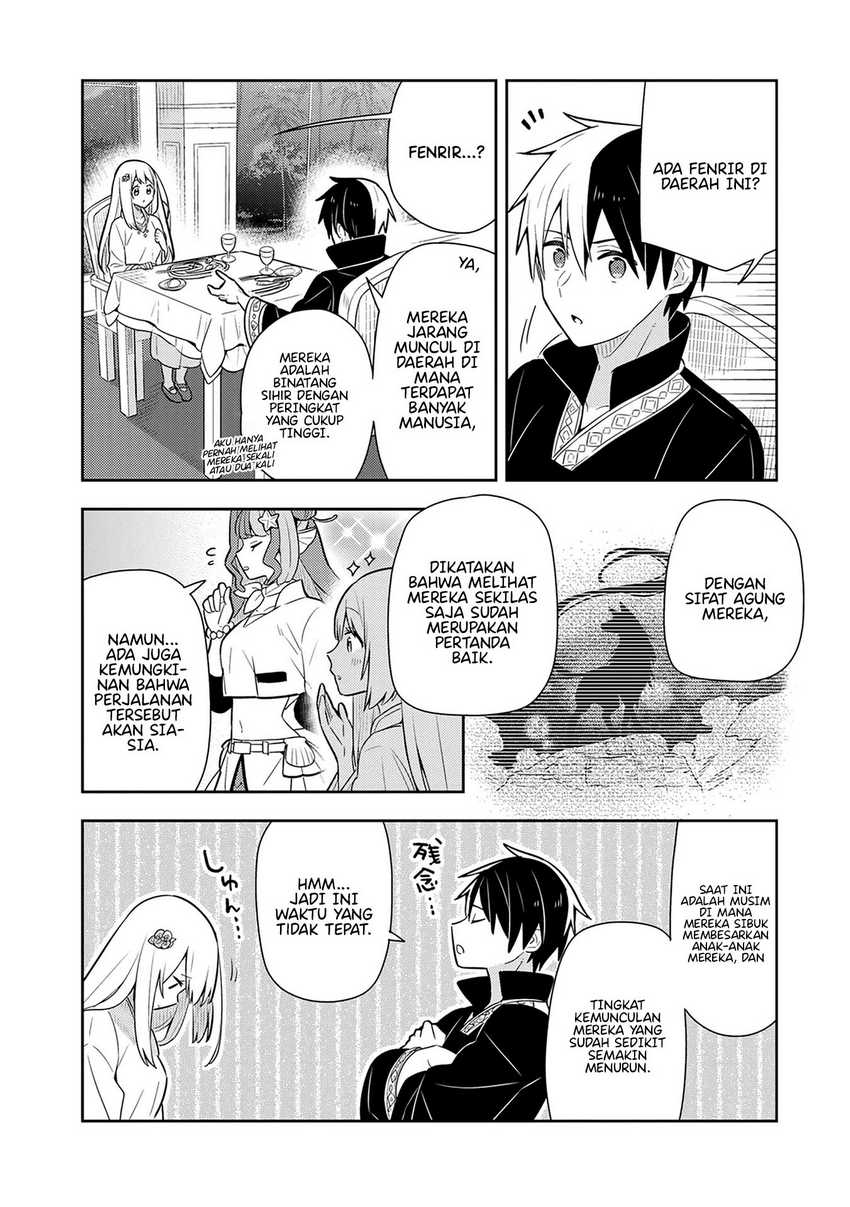 ADA FENRIR DI
DAERAH INI?
FENRIR...?
YA,
MEREKA
JARANG
MUNCUL DI
DAERAH DI
MANA
TERDAPAT
BANYAK
MANUSIA,
MEREKA
ADALAH
BINATANG
SIHIR DENGAN
PERINGKAT
YANG CUKUP
TINGGI.
AKU HANYA
PERNAH MELIHAT
MEREKA SEKALI
ATAU DUA KALI
DENGAN
SIFAT AGUNG
MEREKA,
DIKATAKAN
BAHWA MELIHAT
MEREKA SEKILAS
SAJA SUDAH
MERUPAKAN
PERTANDA
BAIK.
NAMUN...
ADA JUGA
KEMUNGKI-
NAN BAHWA
PERJALANAN
TERSEBUT
AKAN SIA-
SIA.
SAAT INI
ADALAH MUSIM
DI MANA
MEREKA SIBUK
MEMBESARKAN
ANAK-ANAK
MEREKA, DAN
TINGKAT
KEMUNCULAN
MEREKA YANG
SUDAH SEDIKIT
SEMAKIN
MENURUN.
残念…
HMM...
JADI INI
WAKTU YANG
TIDAK TEPAT.
しゅん…